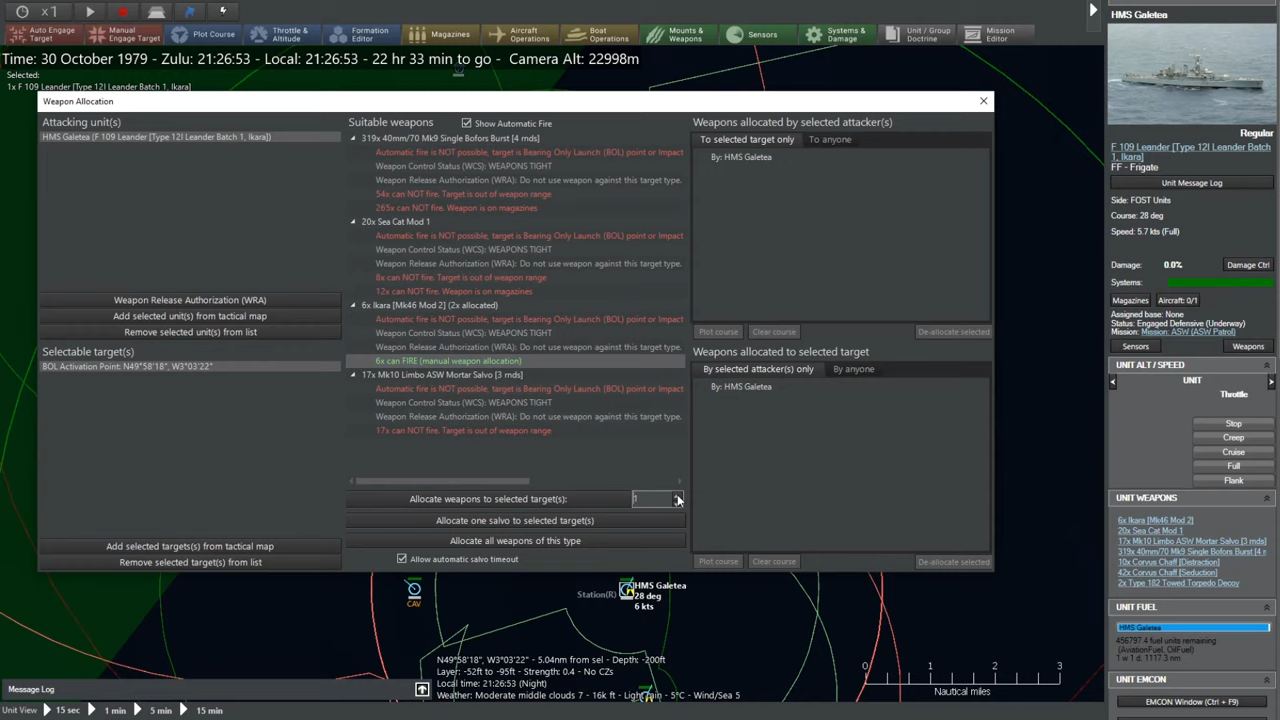 ×1
HMS Galetea
Auto Engage
Target
Manual
Engage Target
Plot Course
Throttle &
Altitude
Formation
Editor
Magazines
Aircraft
Operations
Boat
Operations
Mounts &
Weapons
Sensors
Systems &
Damage
Unit / Group
Doctrine
Mission
Editor
Time: 30 October 1979 - Zulu: 21:26:53 - Local: 21:26:53 - 22 hr 33 min to go - Camera Alt: 22998m
Selected:
1x F 109 Leander [Type 12I Leander Batch 1, Ikara]
Weapon Allocation
Attacking unit(s)
HMS Galetea (F 109 Leander [Type 12I Leander Batch 1, Ikara])
Weapon Release Authorization (WRA)
Add selected unit(s) from tactical map
Remove selected unit(s) from list
Selectable target(s)
BOL Activation Point: N49°58'18", W3°03'22"
Add selected targets(s) from tactical map
Remove selected target(s) from list
Suitable weapons
Show Automatic Fire
319x 40mm/70 Mk9 Single Bofors Burst [4 rnds]
Automatic fire is NOT possible, target is Bearing Only Launch (BOL) point or Impact
Weapon Control Status (WCS): WEAPONS TIGHT
Weapon Release Authorization (WRA): Do not use weapon against this target type.
54x can NOT fire. Target is out of weapon range
265x can NOT fire. Weapon is on magazines
20x Sea Cat Mod 1
Automatic fire is NOT possible, target is Bearing Only Launch (BOL) point or Impact
Weapon Control Status (WCS): WEAPONS TIGHT
Weapon Release Authorization (WRA): Do not use weapon against this target type.
8x can NOT fire. Target is out of weapon range
12x can NOT fire. Weapon is on magazines
6x Ikara [Mk46 Mod 2] (2x allocated)
Automatic fire is NOT possible, target is Bearing Only Launch (BOL) point or Impact
Weapon Control Status (WCS): WEAPONS TIGHT
Weapon Release Authorization (WRA): Do not use weapon against this target type.
6x can FIRE (manual weapon allocation)
17x Mk10 Limbo ASW Mortar Salvo [3 rnds]
Automatic fire is NOT possible, target is Bearing Only Launch (BOL) point or Impact
Weapon Control Status (WCS): WEAPONS TIGHT
Weapon Release Authorization (WRA): Do not use weapon against this target type.
17x can NOT fire. Target is out of weapon range
Allocate weapons to selected target(s):
1
Allocate one salvo to selected target(s)
Allocate all weapons of this type
Allow automatic salvo timeout
Weapons allocated by selected attacker(s)
To selected target only
To anyone
By: HMS Galetea
Plot course
Clear course
De-allocate selected
Weapons allocated to selected target
By selected attacker(s) only
By anyone
By: HMS Galetea
Plot course
Clear course
De-allocate selected
CAV
Station(R)
HMS Galetea
28 deg
6 kts
N49°58'18", W3°03'22" - 5.04nm from sel - Depth: -200ft
Layer: -52ft to -95ft - Strength: 0.4 - No CZs
Local time: 21:26:53 (Night)
Weather: Moderate middle clouds 7 - 16k ft - Light rain - 5°C - Wind/Sea 5
0 1 2 3
Nautical miles
Message Log
Unit View
15 sec
1 min
5 min
15 min
Regular
F 109 Leander [Type 12I Leander Batch
1, Ikara]
FF - Frigate
Unit Message Log
Side: FOST Units
Course: 28 deg
Speed: 5.7 kts (Full)
Damage: 0.0% Damage Ctrl
Systems:
Magazines
Aircraft: 0/1
Assigned base: None
Status: Engaged Defensive (Underway)
Mission: Mission: ASW (ASW Patrol)
Sensors
Weapons
UNIT ALT / SPEED
UNIT
Throttle
Stop
Creep
Cruise
Full
Flank
UNIT WEAPONS
6x Ikara [Mk46 Mod 2]
20x Sea Cat Mod 1
17x Mk10 Limbo ASW Mortar Salvo [3 rnds]
319x 40mm/70 Mk9 Single Bofors Burst [4 r
10x Corvus Chaff [Distraction]
42x Corvus Chaff [Seduction]
2x Type 182 Towed Torpedo Decoy
UNIT FUEL
HMS Galetea
456797.4 fuel units remaining
(AviationFuel, OilFuel)
1 w 1 d 1117.3 nm
UNIT EMCON
EMCON Window (Ctrl + F9)